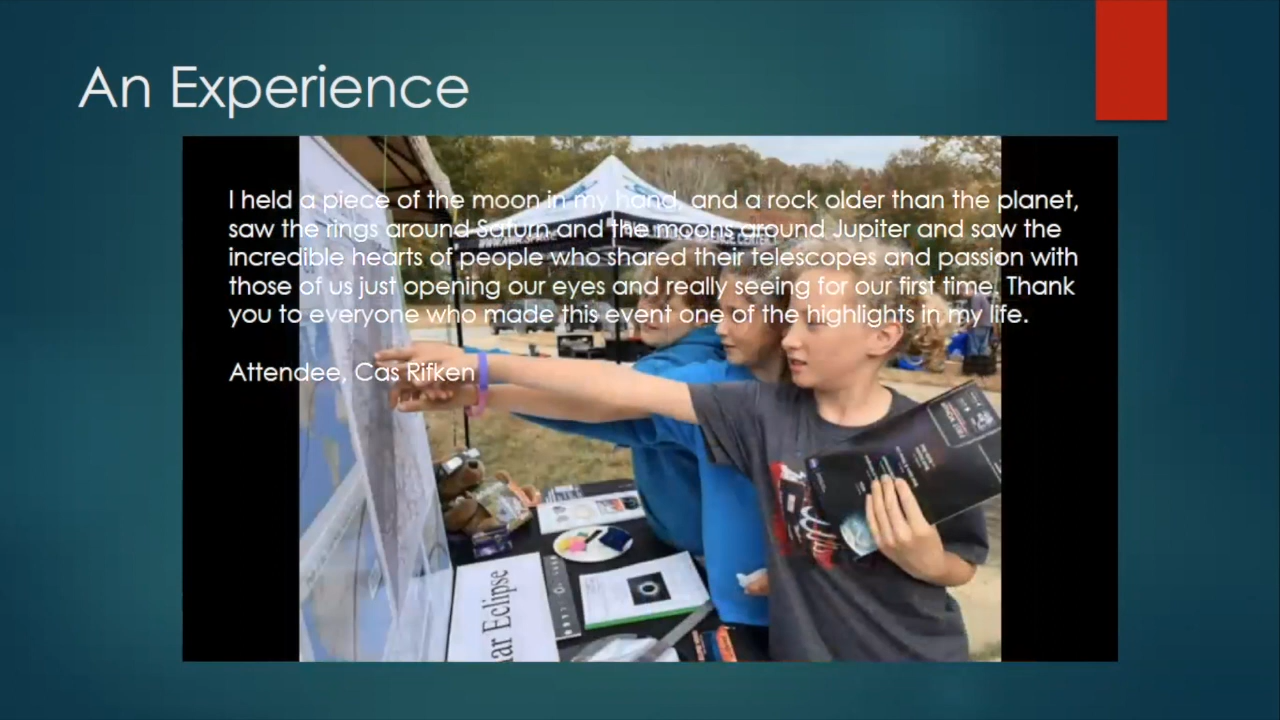 An Experience
I held a piece of the moon in my hand, and a rock older than the planet,
saw the rings around Saturn and the moons around Jupiter and saw the
incredible hearts of people who shared their telescopes and passion with
those of us just opening our eyes and really seeing for our first time. Thank
you to everyone who made this event one of the highlights in my life.
Attendee, Cas Rifken
ar Eclipse